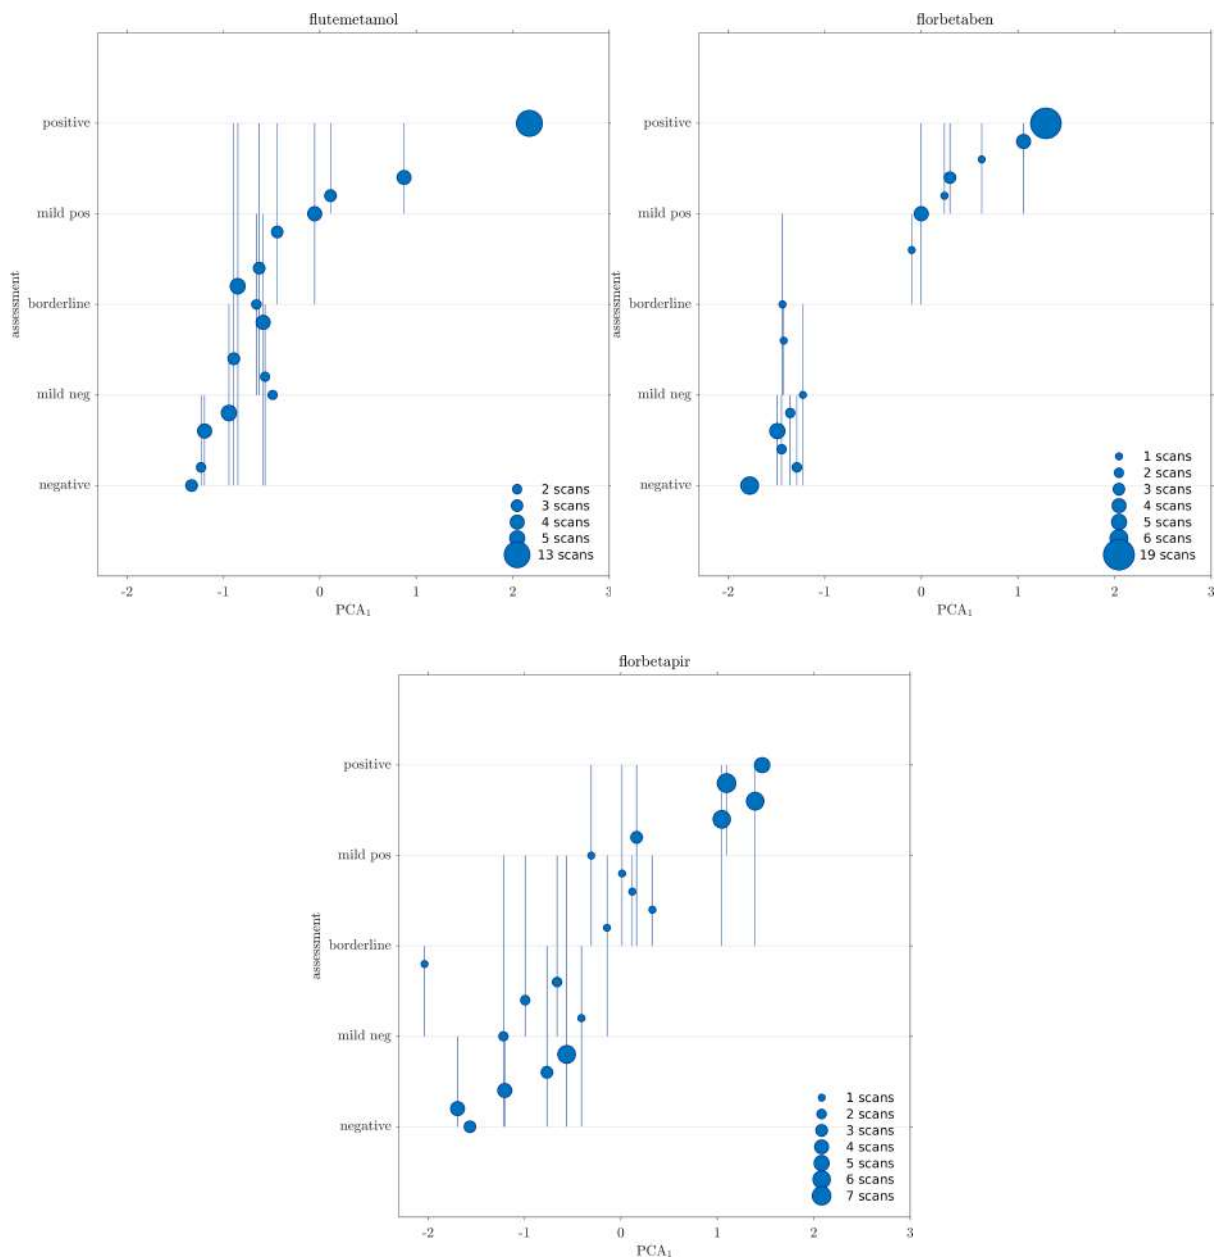 flutemetamol
positive
mild pos
borderline
mild neg
negative
assessment
2 scans
3 scans
4 scans
5 scans
13 scans
-2 -1 0 1 2 3
PCA₁
florbetaben
positive
mild pos
borderline
mild neg
negative
assessment
1 scans
2 scans
3 scans
4 scans
5 scans
6 scans
19 scans
-2 -1 0 1 2 3
PCA₁
florbetapir
positive
mild pos
borderline
mild neg
negative
assessment
1 scans
2 scans
3 scans
4 scans
5 scans
6 scans
7 scans
-2 -1 0 1 2 3
PCA₁